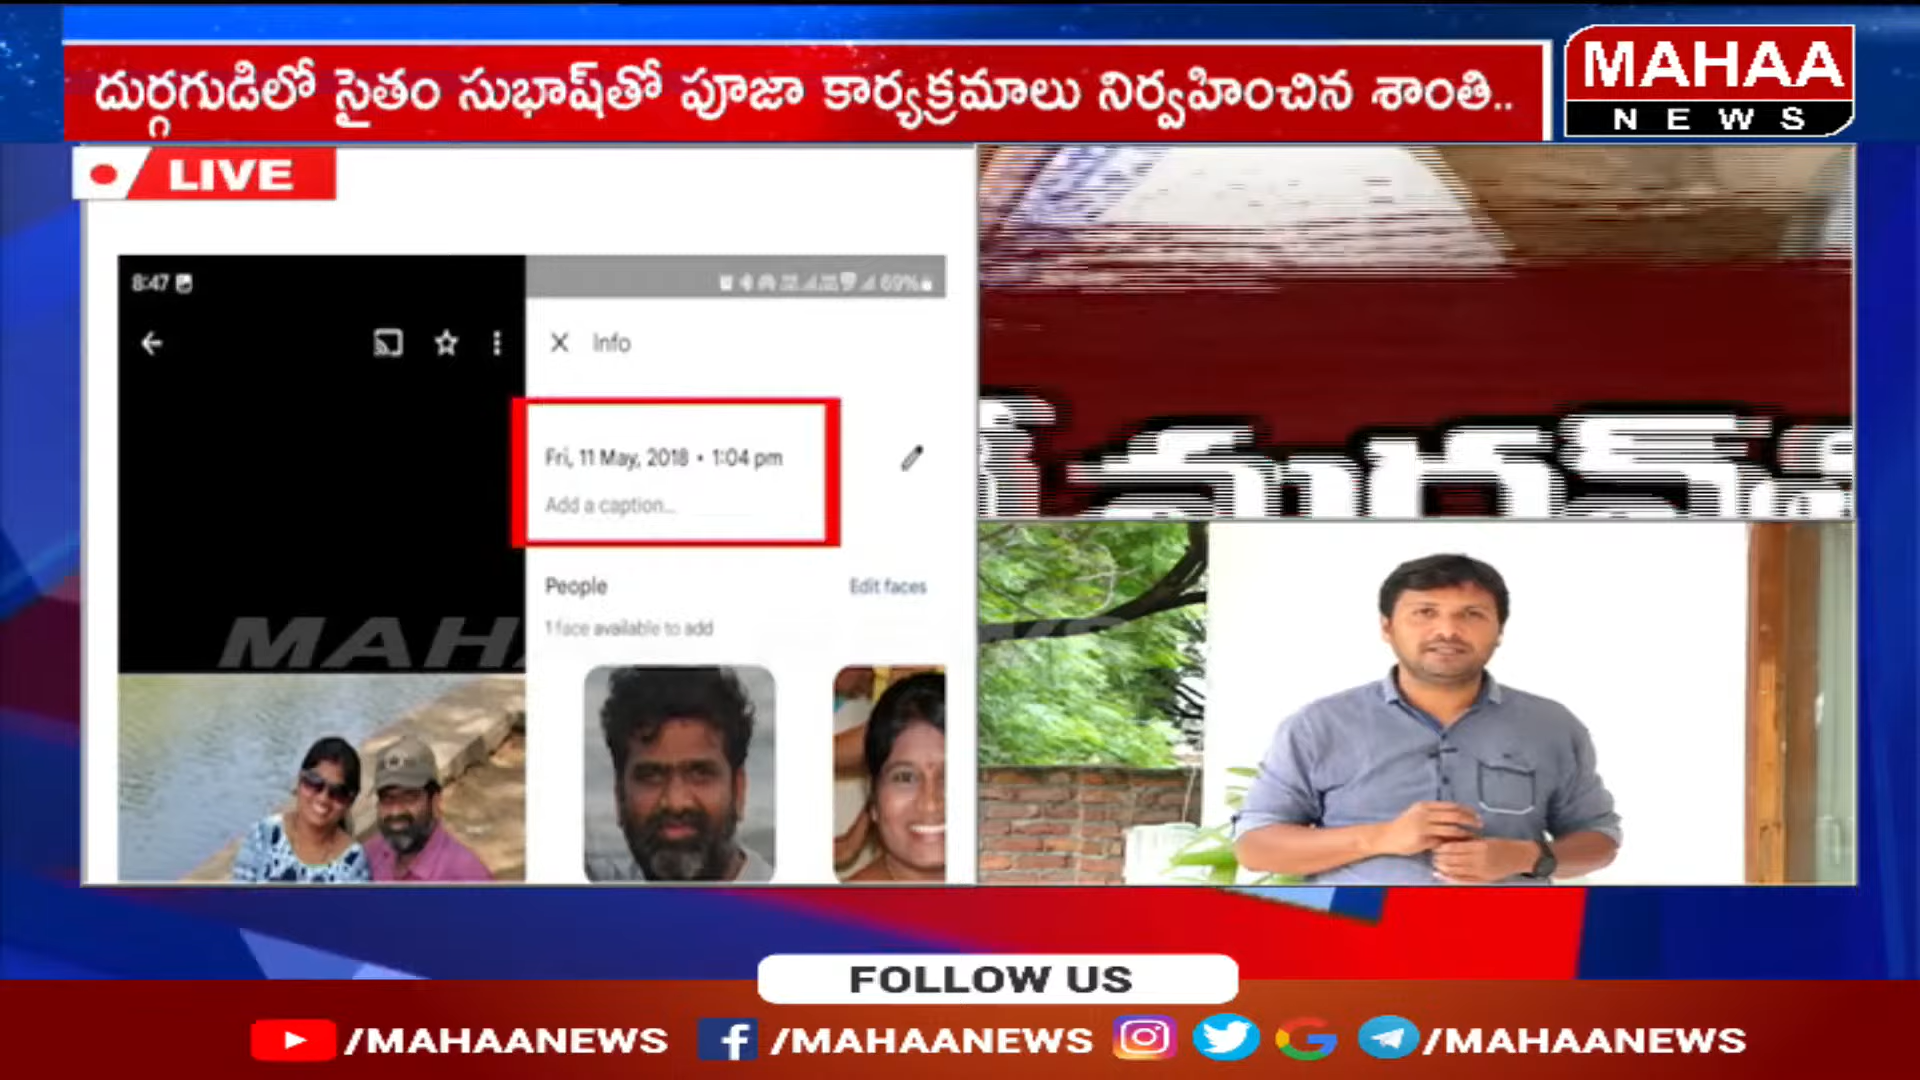 దుర్గగుడిలో సైతం సుభాష్‌తో పూజా కార్యక్రమాలు నిర్వహించిన శాంతి..
MAHAA
NEWS
LIVE
8:47
69%
Info
Fri, 11 May, 2018 • 1:04 pm
Add a caption...
People
Edit faces
1 face available to add
FOLLOW US
/MAHAANEWS
/MAHAANEWS
/MAHAANEWS